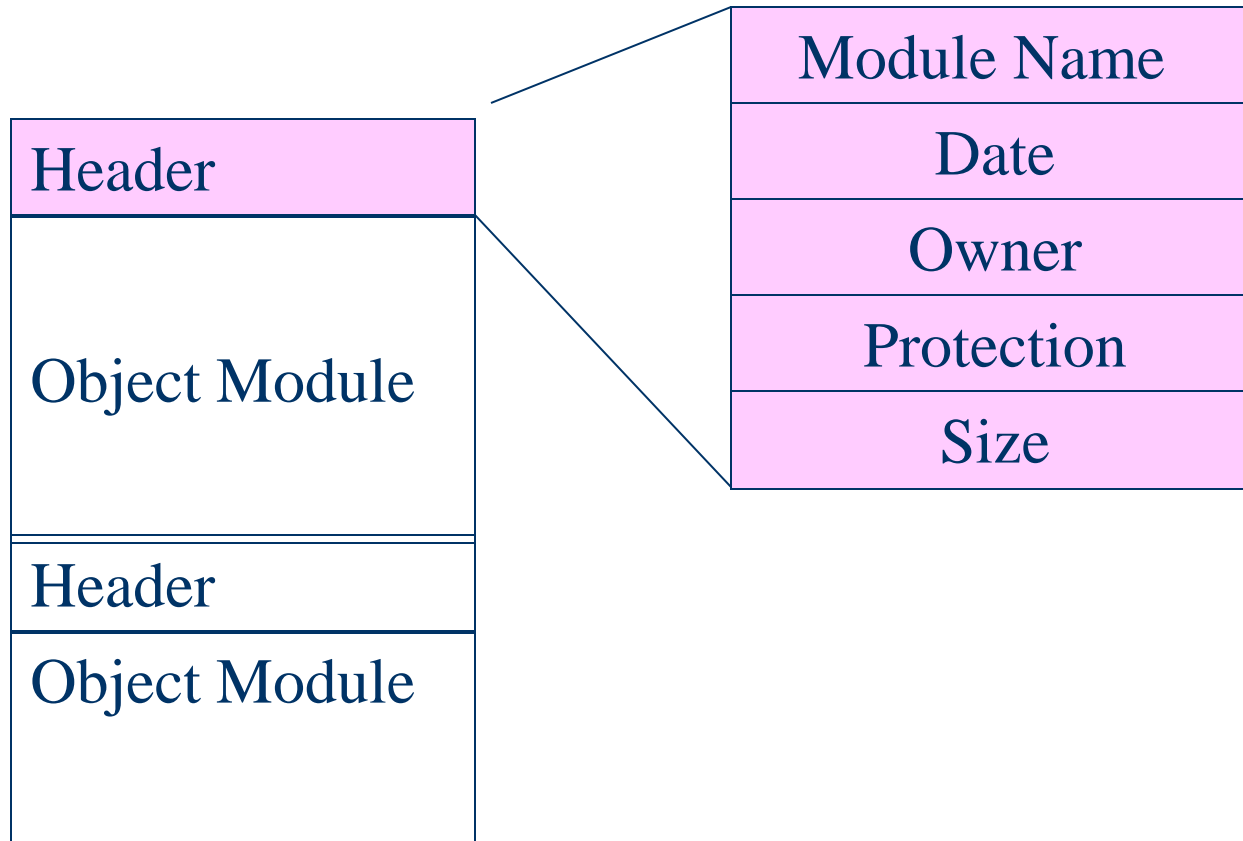 Header
Object Module
Header
Object Module
Module Name
Date
Owner
Protection
Size